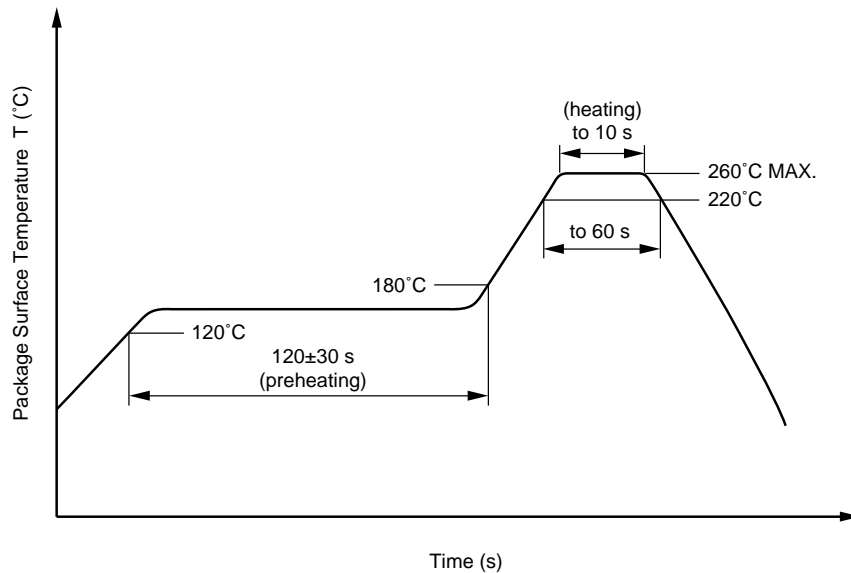 Package Surface Temperature T (˚C)
(heating)
to 10 s
260˚C MAX.
220˚C
to 60 s
180˚C
120˚C
120±30 s
(preheating)
Time (s)